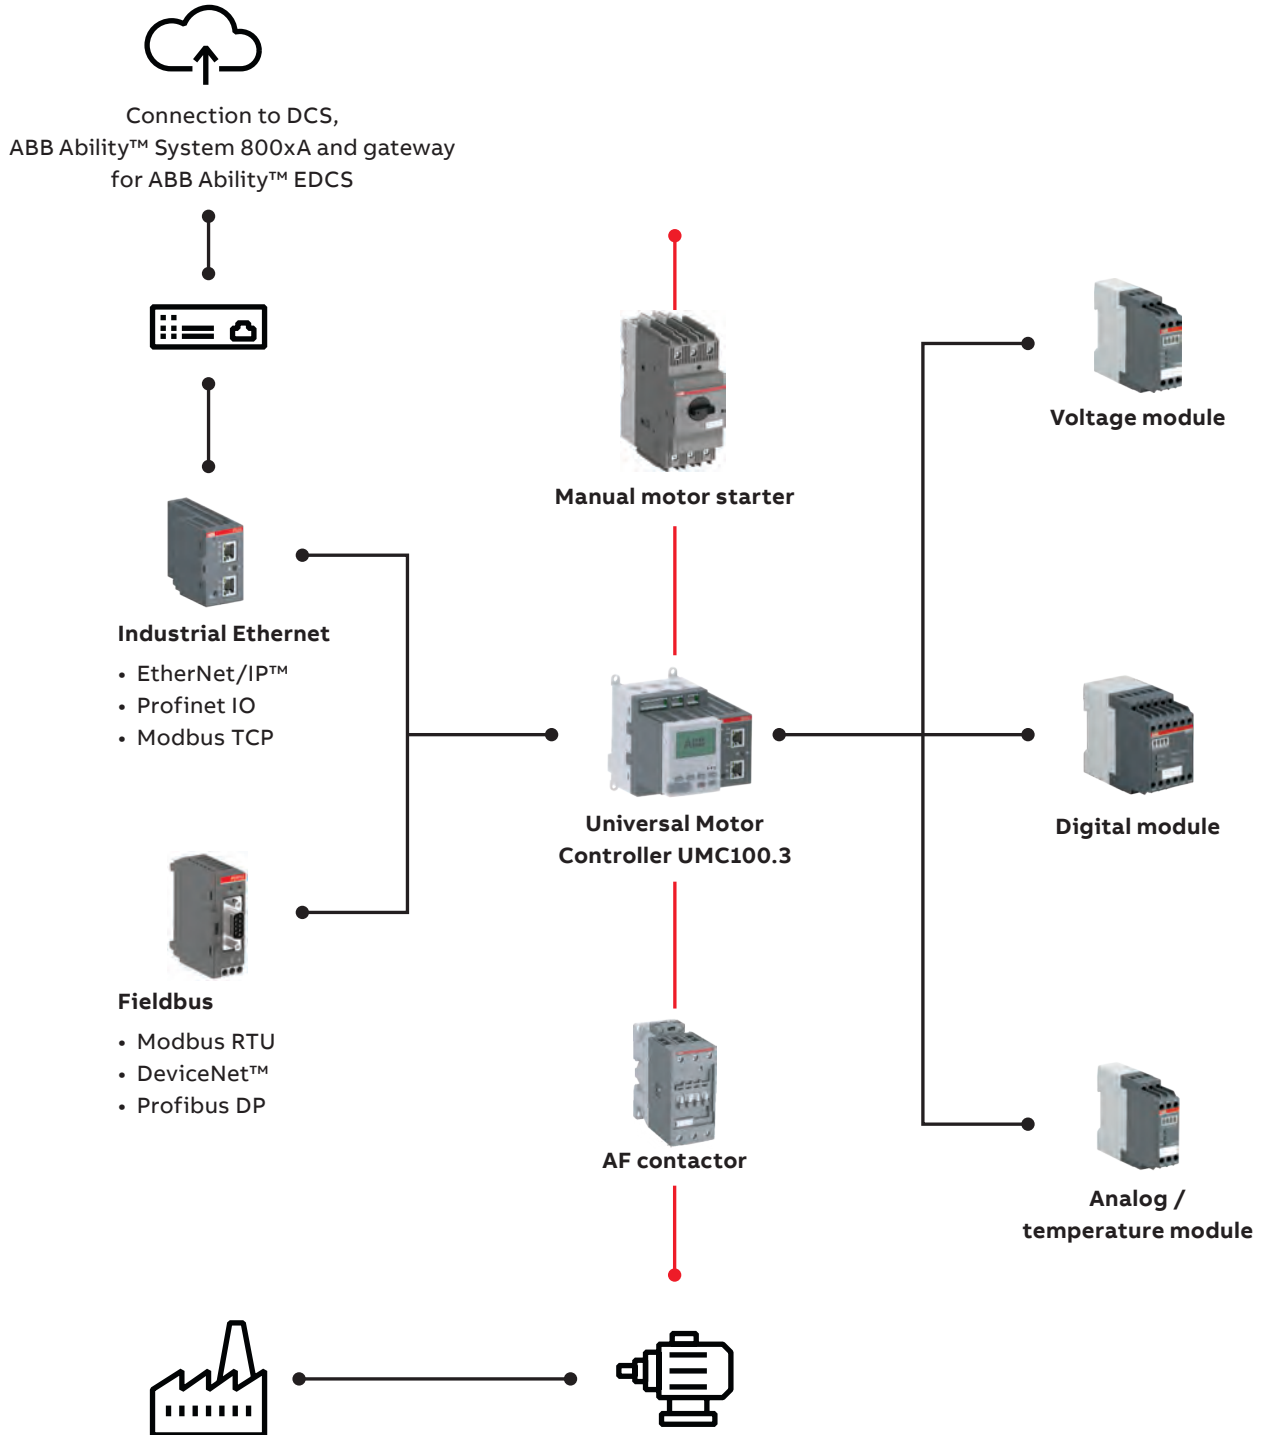 Connection to DCS,
ABB Ability™ System 800xA and gateway
for ABB Ability™ EDCS
Manual motor starter
Voltage module
Industrial Ethernet
• EtherNet/IP™
• Profinet IO
• Modbus TCP
Universal Motor
Controller UMC100.3
Digital module
Fieldbus
• Modbus RTU
• DeviceNet™
• Profibus DP
AF contactor
Analog /
temperature module